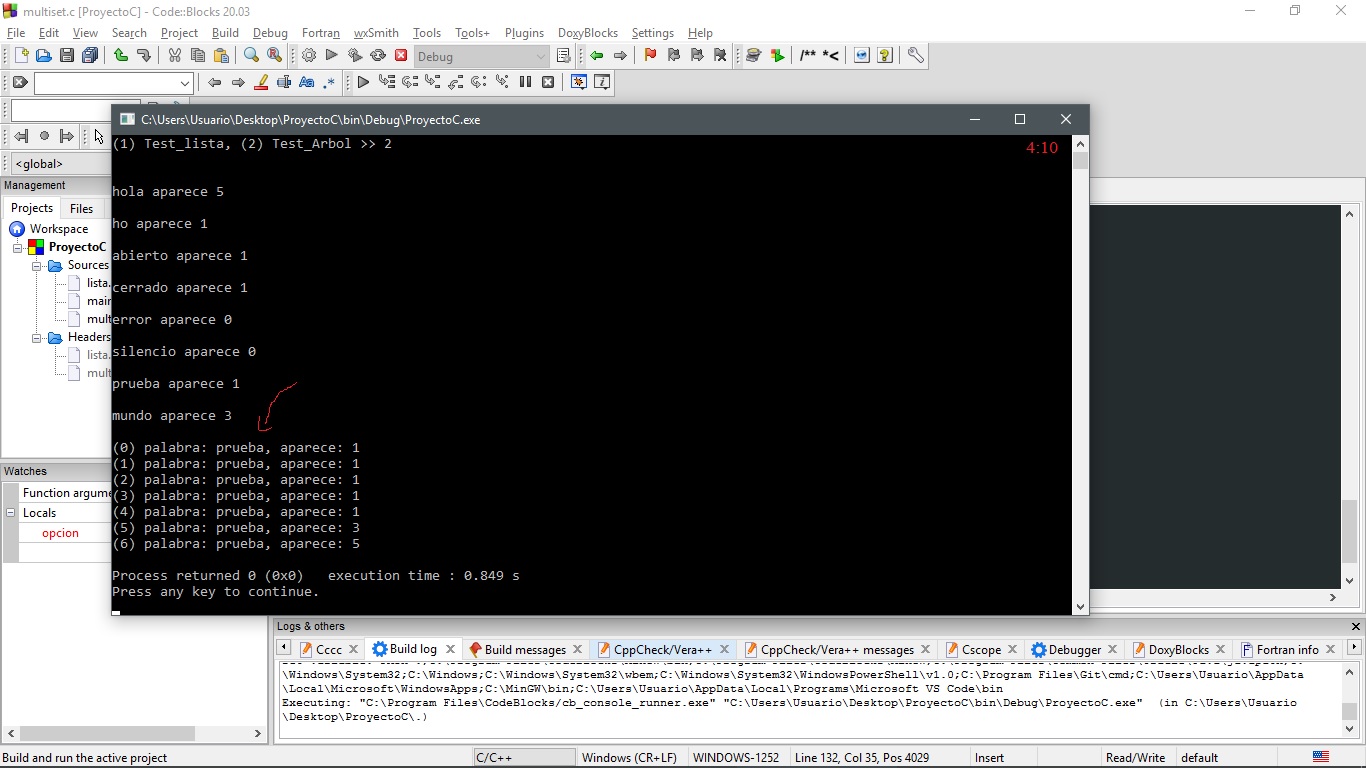 multiset.c [ProyectoC] - Code::Blocks 20.03
File Edit View Search Project Build Debug Fortran wxSmith Tools Tools+ Plugins DoxyBlocks Settings Help
Debug
/** *<
C:\Users\Usuario\Desktop\ProyectoC\bin\Debug\ProyectoC.exe
(1) Test_lista, (2) Test_Arbol >> 2
4:10
<global>
Management
Projects Files
Workspace
ProyectoC
Sources
lista.
main
mult
Headers
lista.
mult
hola aparece 5
ho aparece 1
abierto aparece 1
cerrado aparece 1
error aparece 0
silencio aparece 0
prueba aparece 1
mundo aparece 3
(0) palabra: prueba, aparece: 1
(1) palabra: prueba, aparece: 1
(2) palabra: prueba, aparece: 1
(3) palabra: prueba, aparece: 1
(4) palabra: prueba, aparece: 1
(5) palabra: prueba, aparece: 3
(6) palabra: prueba, aparece: 5
Process returned 0 (0x0)   execution time : 0.849 s
Press any key to continue.
Watches
Function argume
Locals
opcion
Logs & others
Cccc Build log Build messages CppCheck/Vera++ CppCheck/Vera++ messages Cscope Debugger DoxyBlocks Fortran info
\Windows\System32;C:\Windows;C:\Windows\System32\wbem;C:\Windows\System32\WindowsPowerShell\v1.0;C:\Program Files\Git\cmd;C:\Users\Usuario\AppData
\Local\Microsoft\WindowsApps;C:\MinGW\bin;C:\Users\Usuario\AppData\Local\Programs\Microsoft VS Code\bin
Executing: "C:\Program Files\CodeBlocks/cb_console_runner.exe" "C:\Users\Usuario\Desktop\ProyectoC\bin\Debug\ProyectoC.exe"  (in C:\Users\Usuario
\Desktop\ProyectoC\.)
Build and run the active project C/C++ Windows (CR+LF) WINDOWS-1252 Line 132, Col 35, Pos 4029 Insert Read/Write default